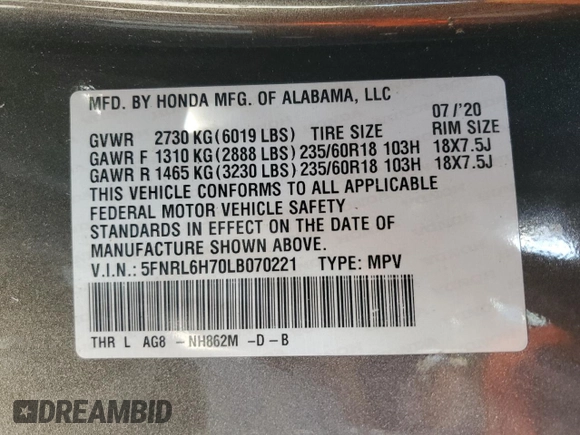 MFD. BY HONDA MFG. OF ALABAMA, LLC
07/'20
GVWR 2730 KG(6019 LBS) TIRE SIZE RIM SIZE
GAWR F 1310 KG(2888 LBS)235/60R18 103H 18X7.5J
GAWR R 1465 KG(3230 LBS)235/60R18 103H 18X7.5J
THIS VEHICLE CONFORMS TO ALL APPLICABLE
FEDERAL MOTOR VEHICLE SAFETY
STANDARDS IN EFFECT ON THE DATE OF
MANUFACTURE SHOWN ABOVE.
V.I.N.: 5FNRL6H70LB070221 TYPE: MPV
THR L AG8 -NH862M -D-B
DREAMBID